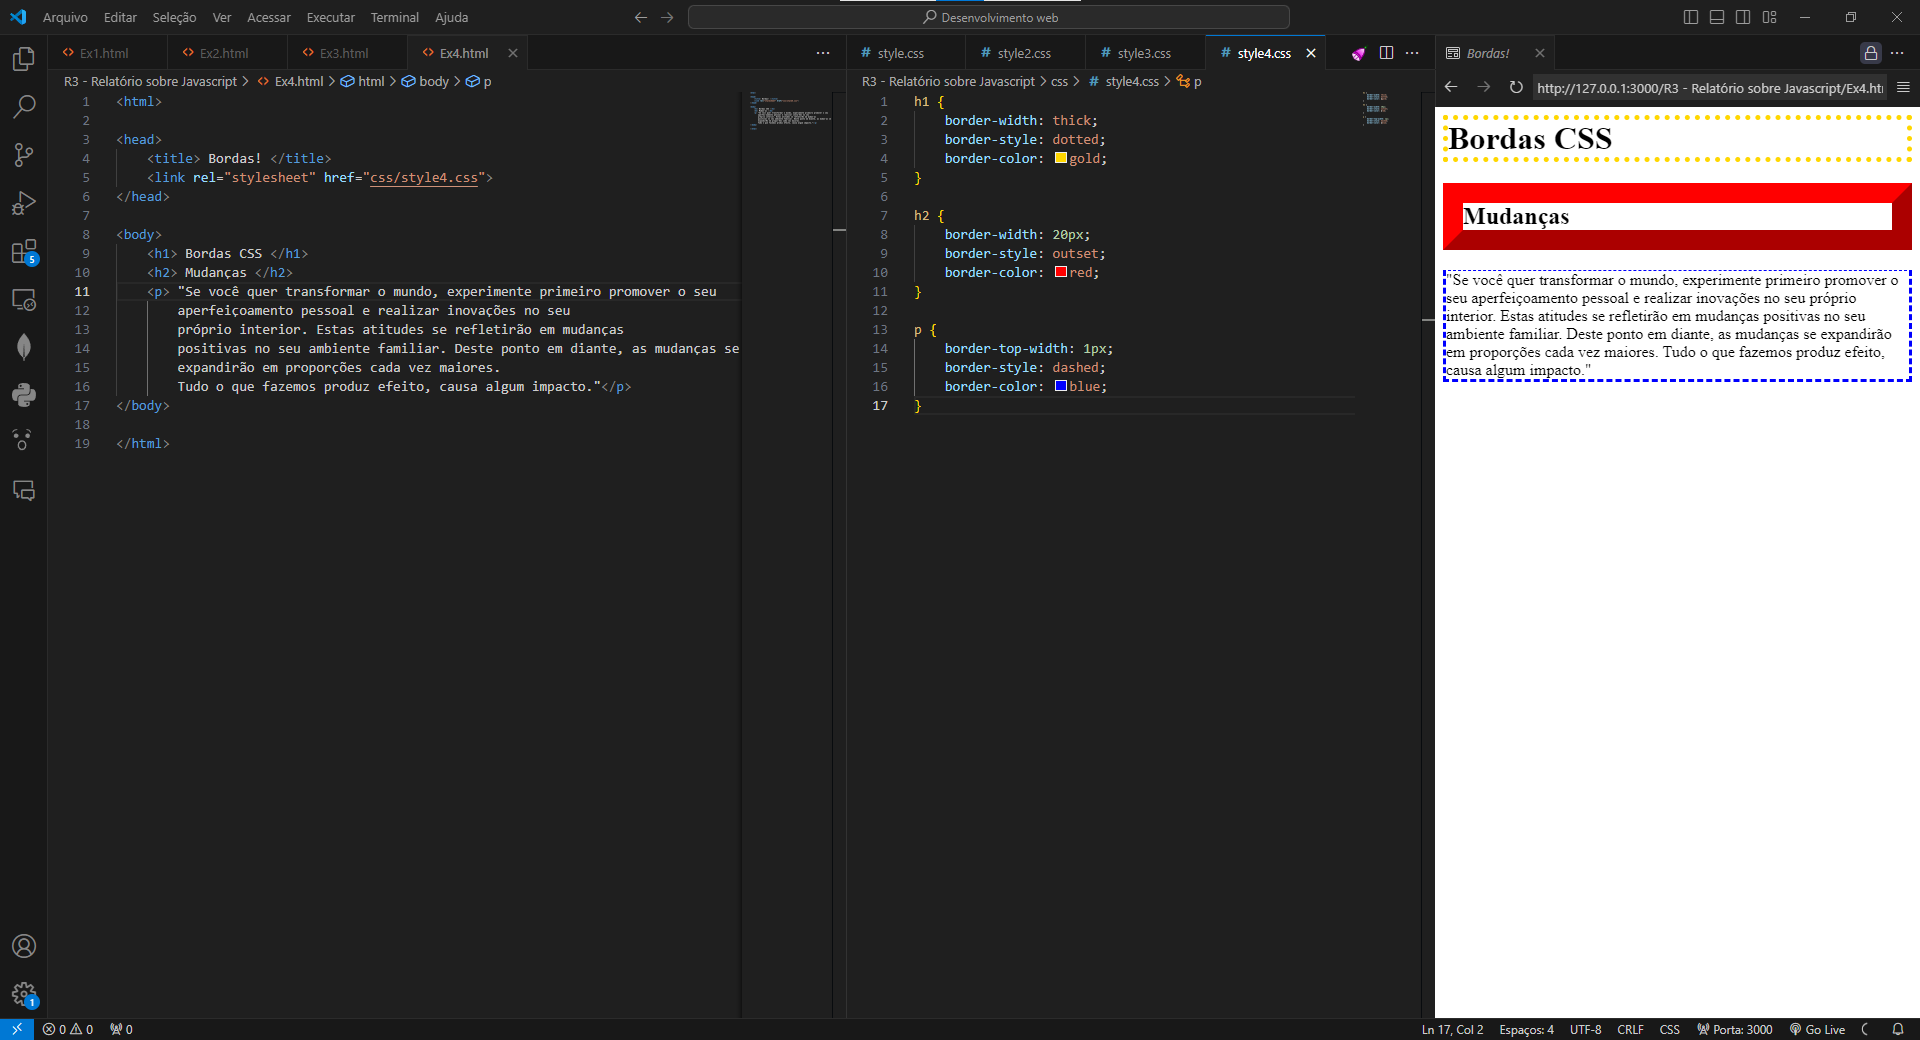 Arquivo Editar Seleção Ver Acessar Executar Terminal Ajuda
Desenvolvimento web
Ex1.html Ex2.html Ex3.html Ex4.html
R3 - Relatório sobre Javascript > Ex4.html > html > body > p
1 <html>
2
3 <head>
4 <title> Bordas! </title>
5 <link rel="stylesheet" href="css/style4.css">
6 </head>
7
8 <body>
9 <h1> Bordas CSS </h1>
10 <h2> Mudanças </h2>
11 <p> "Se você quer transformar o mundo, experimente primeiro promover o seu
12 aperfeiçoamento pessoal e realizar inovações no seu
13 próprio interior. Estas atitudes se refletirão em mudanças
14 positivas no seu ambiente familiar. Deste ponto em diante, as mudanças se
15 expandirão em proporções cada vez maiores.
16 Tudo o que fazemos produz efeito, causa algum impacto."</p>
17 </body>
18
19 </html>
style.css style2.css style3.css style4.css
R3 - Relatório sobre Javascript > css > style4.css > p
1 h1 {
2 border-width: thick;
3 border-style: dotted;
4 border-color: gold;
5 }
6
7 h2 {
8 border-width: 20px;
9 border-style: outset;
10 border-color: red;
11 }
12
13 p {
14 border-top-width: 1px;
15 border-style: dashed;
16 border-color: blue;
17 }
Bordas!
http://127.0.0.1:3000/R3 - Relatório sobre Javascript/Ex4.ht
Bordas CSS
Mudanças
"Se você quer transformar o mundo, experimente primeiro promover o
seu aperfeiçoamento pessoal e realizar inovações no seu próprio
interior. Estas atitudes se refletirão em mudanças positivas no seu
ambiente familiar. Deste ponto em diante, as mudanças se expandirão
em proporções cada vez maiores. Tudo o que fazemos produz efeito,
causa algum impacto."
5
1
0 0 0
Ln 17, Col 2 Espaços: 4 UTF-8 CRLF CSS Porta: 3000 Go Live